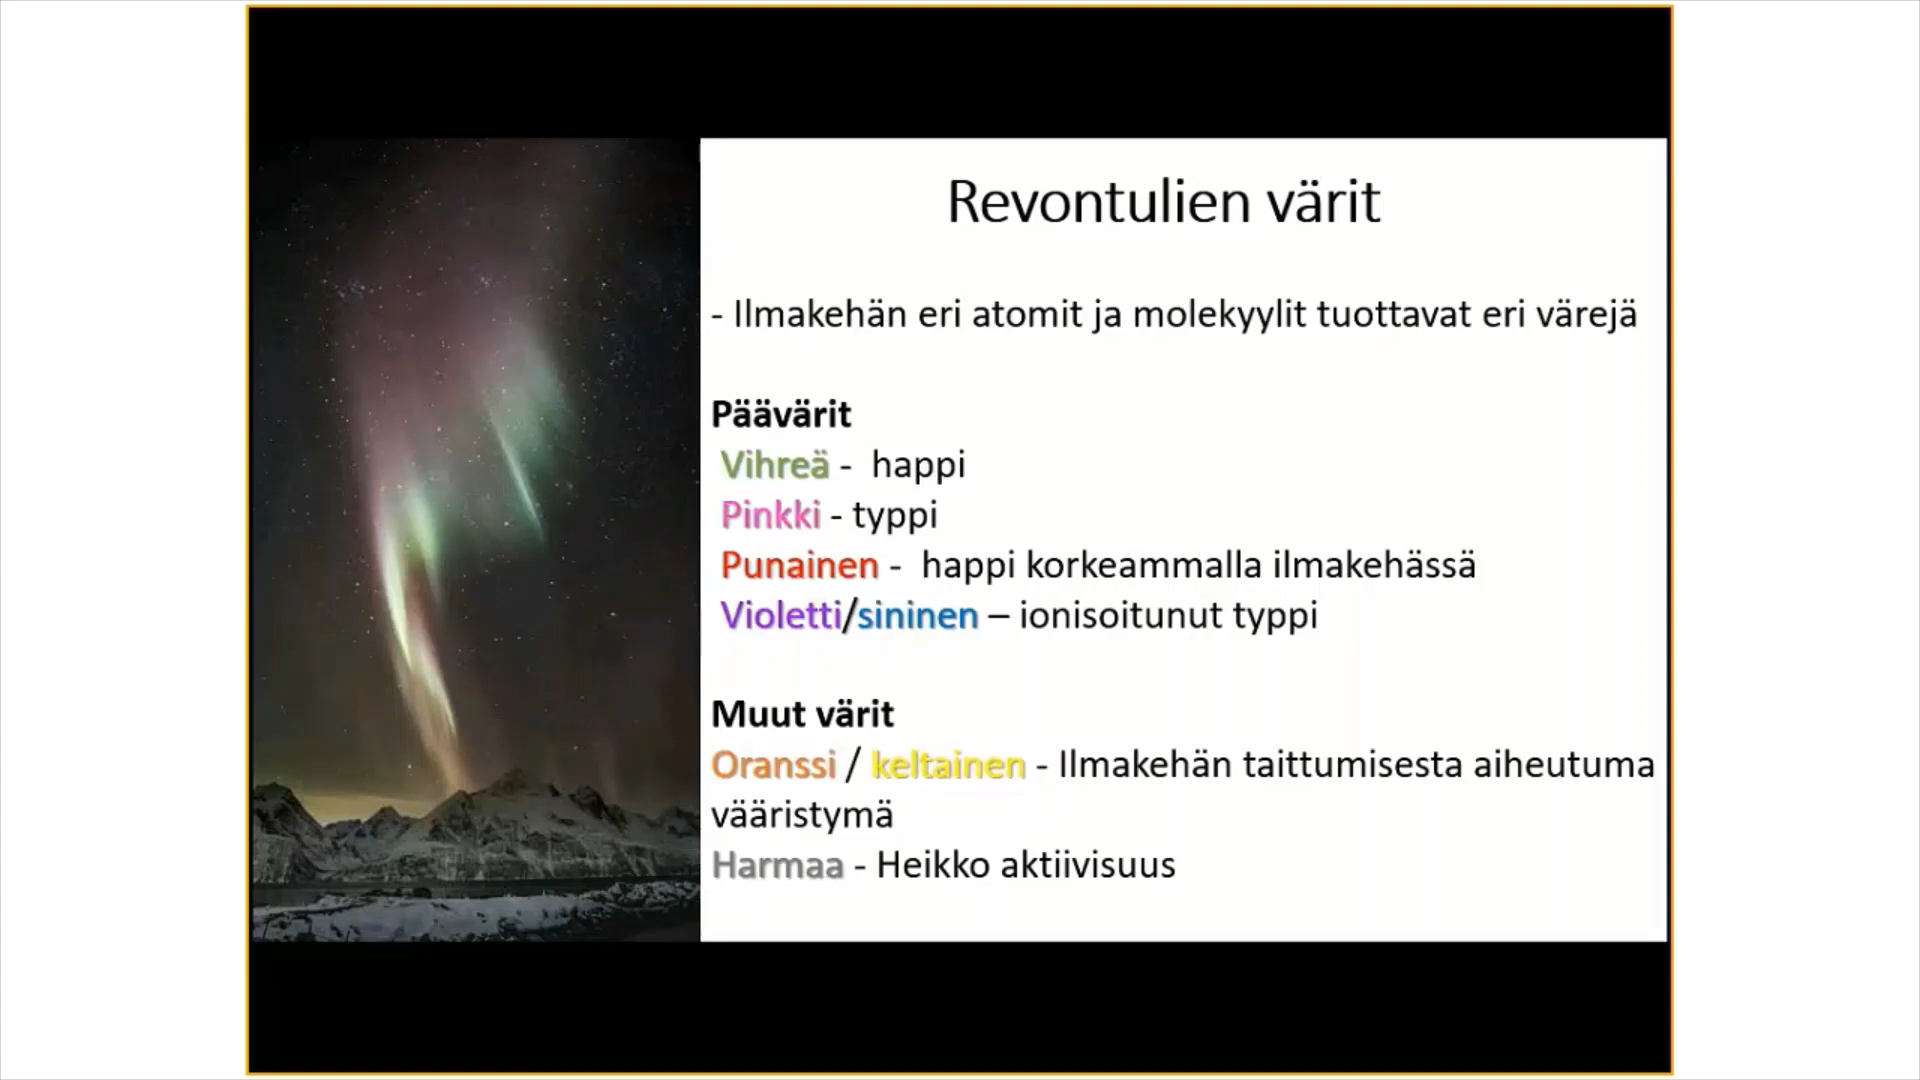 Revontulien värit
- Ilmakehän eri atomit ja molekyylit tuottavat eri värejä
Päävärit
Vihreä - happi
Pinkki - typpi
Punainen - happi korkeammalla ilmakehässä
Violetti/sininen – ionisoitunut typpi
Muut värit
Oranssi / keltainen - Ilmakehän taittumisesta aiheutuma
vääristymä
Harmaa - Heikko aktiivisuus